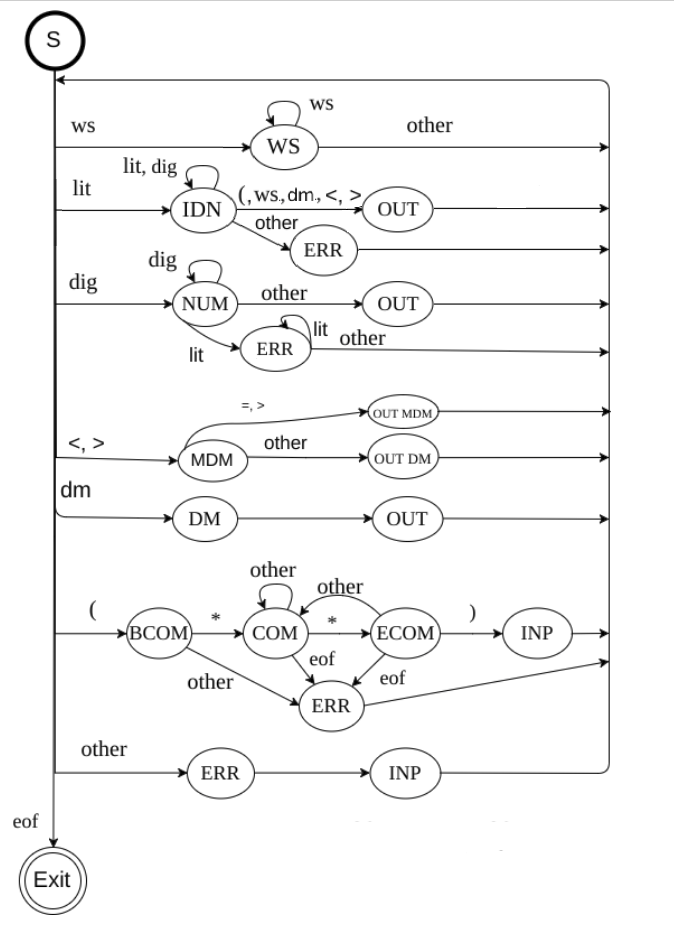 S
ws
ws
WS
other
lit, dig
lit
IDN
(,ws.,dm., <, >
OUT
other
ERR
dig
dig
NUM
other
OUT
lit
ERR
lit
other
=, >
OUT MDM
<, >
MDM
other
OUT DM
dm
DM
OUT
other
other
(
BCOM
*
COM
*
ECOM
)
INP
eof
eof
other
ERR
other
ERR
INP
eof
Exit